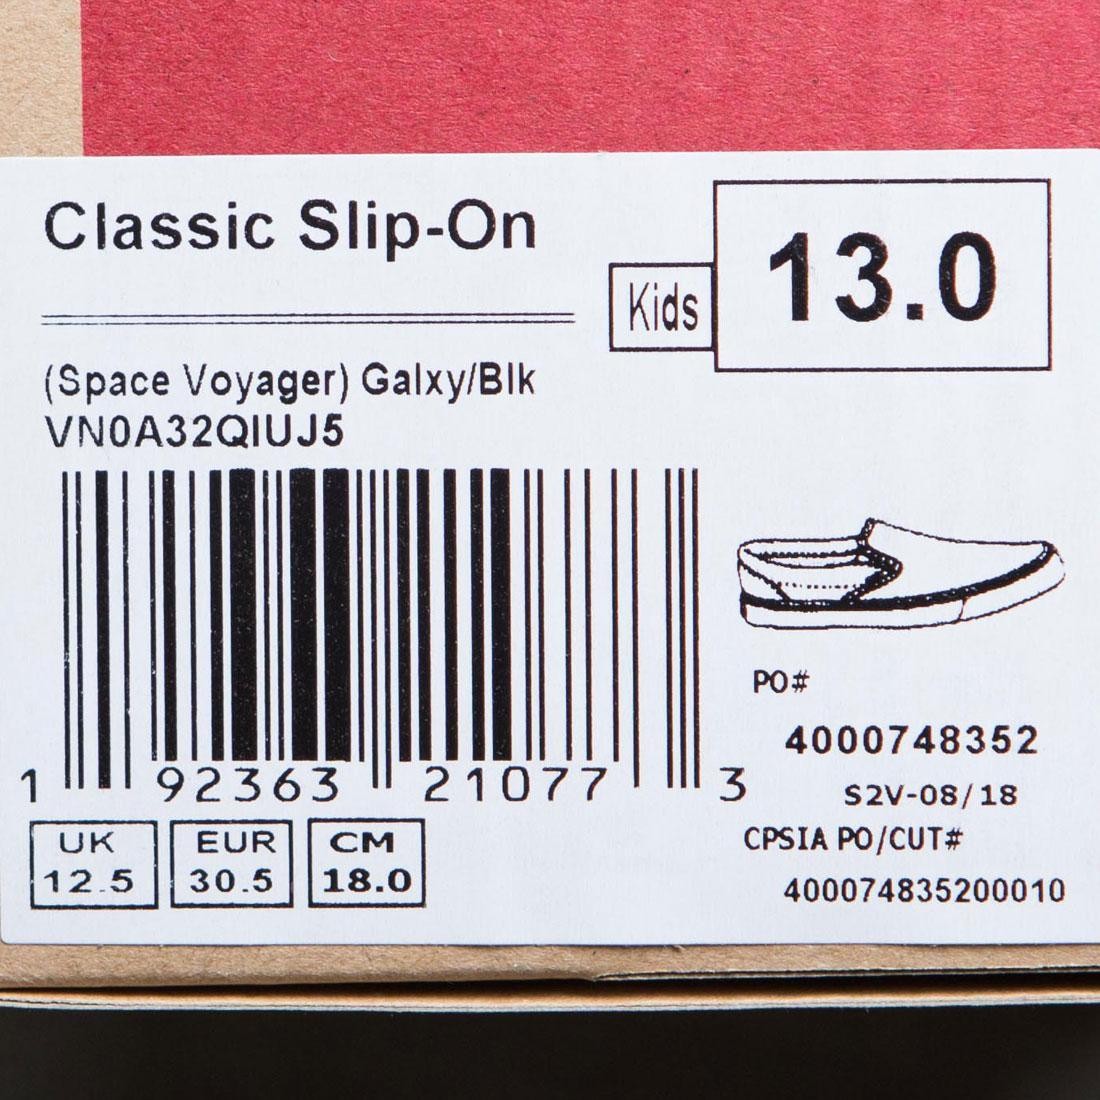 Classic Slip-On
Kids
13.0
(Space Voyager) Galxy/Blk
VN0A32QIUJ5
1 92363 21077 3
PO#
4000748352
S2V-08/18
CPSIA PO/CUT#
400074835200010
UK EUR CM
12.5 30.5 18.0